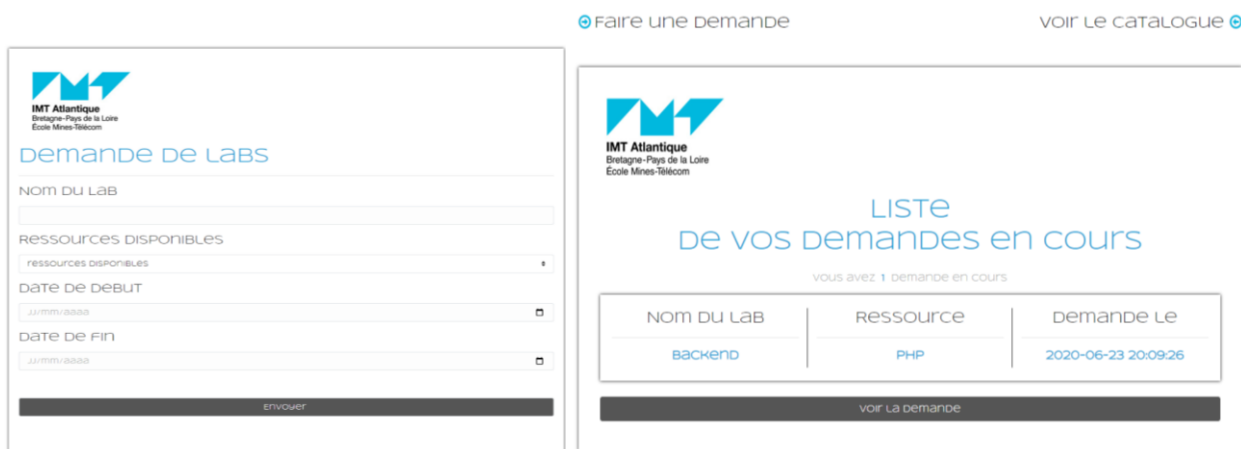 Faire une demande
voir le catalogue
IMT Atlantique
Bretagne-Pays de la Loire
École Mines-Télécom
Demande de Labs
Nom du Lab
Ressources disponibles
ressources disponibles
Date de debut
JJ/mm/aaaa
Date de fin
JJ/mm/aaaa
Envoyer
IMT Atlantique
Bretagne-Pays de la Loire
École Mines-Télécom
Liste
de vos demandes en cours
vous avez 1 demande en cours
Nom du Lab Ressource Demande le
Backend PHP 2020-06-23 20:09:26
voir la demande